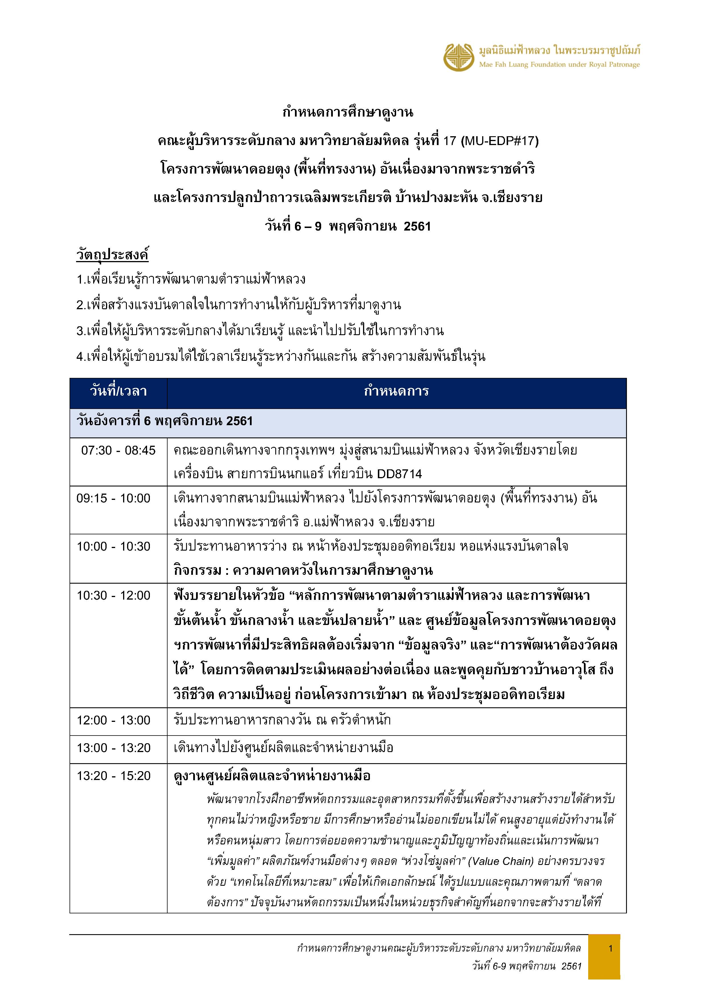 มูลนิธิแม่ฟ้าหลวง ในพระบรมราชูปถัมภ์
Mae Fah Luang Foundation under Royal Patronage
กำหนดการศึกษาดูงาน
คณะผู้บริหารระดับกลาง มหาวิทยาลัยมหิดล รุ่นที่ 17 (MU-EDP#17)
โครงการพัฒนาดอยตุง (พื้นที่ทรงงาน) อันเนื่องมาจากพระราชดำริ
และโครงการปลูกป่าถาวรเฉลิมพระเกียรติ บ้านปางมะหัน จ.เชียงราย
วันที่ 6 – 9 พฤศจิกายน 2561
วัตถุประสงค์
1.เพื่อเรียนรู้การพัฒนาตามตำราแม่ฟ้าหลวง
2.เพื่อสร้างแรงบันดาลใจในการทำงานให้กับผู้บริหารที่มาดูงาน
3.เพื่อให้ผู้บริหารระดับกลางได้มาเรียนรู้ และนำไปปรับใช้ในการทำงาน
4.เพื่อให้ผู้เข้าอบรมได้ใช้เวลาเรียนรู้ระหว่างกันและกัน สร้างความสัมพันธ์ในรุ่น
วันที่/เวลา กำหนดการ
วันอังคารที่ 6 พฤศจิกายน 2561
07:30 - 08:45 คณะออกเดินทางจากกรุงเทพฯ มุ่งสู่สนามบินแม่ฟ้าหลวง จังหวัดเชียงรายโดย
เครื่องบิน สายการบินนกแอร์ เที่ยวบิน DD8714
09:15 - 10:00 เดินทางจากสนามบินแม่ฟ้าหลวง ไปยังโครงการพัฒนาดอยตุง (พื้นที่ทรงงาน) อัน
เนื่องมาจากพระราชดำริ อ.แม่ฟ้าหลวง จ.เชียงราย
10:00 - 10:30 รับประทานอาหารว่าง ณ หน้าห้องประชุมออดิทอเรียม หอแห่งแรงบันดาลใจ
กิจกรรม : ความคาดหวังในการมาศึกษาดูงาน
10:30 - 12:00 ฟังบรรยายในหัวข้อ “หลักการพัฒนาตามตำราแม่ฟ้าหลวง และการพัฒนา
ขั้นต้นน้ำ ขั้นกลางน้ำ และขั้นปลายน้ำ” และ ศูนย์ข้อมูลโครงการพัฒนาดอยตุง
ฯการพัฒนาที่มีประสิทธิผลต้องเริ่มจาก “ข้อมูลจริง” และ“การพัฒนาต้องวัดผล
ได้” โดยการติดตามประเมินผลอย่างต่อเนื่อง และพูดคุยกับชาวบ้านอาวุโส ถึง
วิถีชีวิต ความเป็นอยู่ ก่อนโครงการเข้ามา ณ ห้องประชุมออดิทอเรียม
12:00 - 13:00 รับประทานอาหารกลางวัน ณ ครัวตำหนัก
13:00 - 13:20 เดินทางไปยังศูนย์ผลิตและจำหน่ายงานมือ
13:20 - 15:20 ดูงานศูนย์ผลิตและจำหน่ายงานมือ
พัฒนาจากโรงฝึกอาชีพหัตถกรรมและอุตสาหกรรมที่ตั้งขึ้นเพื่อสร้างงานสร้างรายได้สำหรับ
ทุกคนไม่ว่าหญิงหรือชาย มีการศึกษาหรืออ่านไม่ออกเขียนไม่ได้ คนสูงอายุแต่ยังทำงานได้
หรือคนหนุ่มสาว โดยการต่อยอดความชำนาญและภูมิปัญญาท้องถิ่นและเน้นการพัฒนา
“เพิ่มมูลค่า” ผลิตภัณฑ์งานมือต่างๆ ตลอด “ห่วงโซ่มูลค่า” (Value Chain) อย่างครบวงจร
ด้วย “เทคโนโลยีที่เหมาะสม” เพื่อให้เกิดเอกลักษณ์ ได้รูปแบบและคุณภาพตามที่ “ตลาด
ต้องการ” ปัจจุบันงานหัตถกรรมเป็นหนึ่งในหน่วยธุรกิจสำคัญที่นอกจากจะสร้างรายได้ที่
กำหนดการศึกษาดูงานคณะผู้บริหารระดับระดับกลาง มหาวิทยาลัยมหิดล 1
วันที่ 6-9 พฤศจิกายน 2561